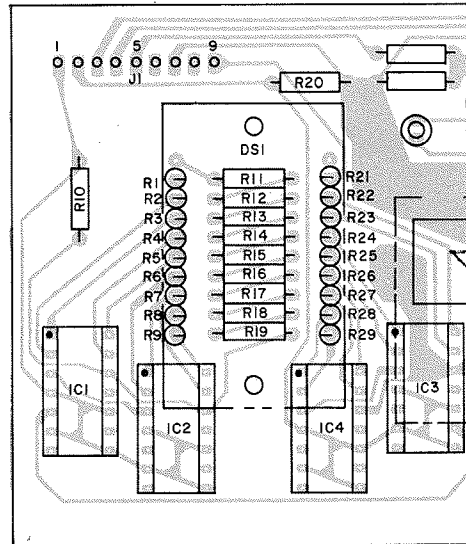 1 5 9
J1
R20
DS1
R1 R11 R21
R2 R12 R22
R3 R13 R23
R4 R14 R24
R10
R5 R15 R25
R6 R16 R26
R7 R17 R27
R8 R18 R28
R9 R19 R29
IC1 IC3
IC2 IC4